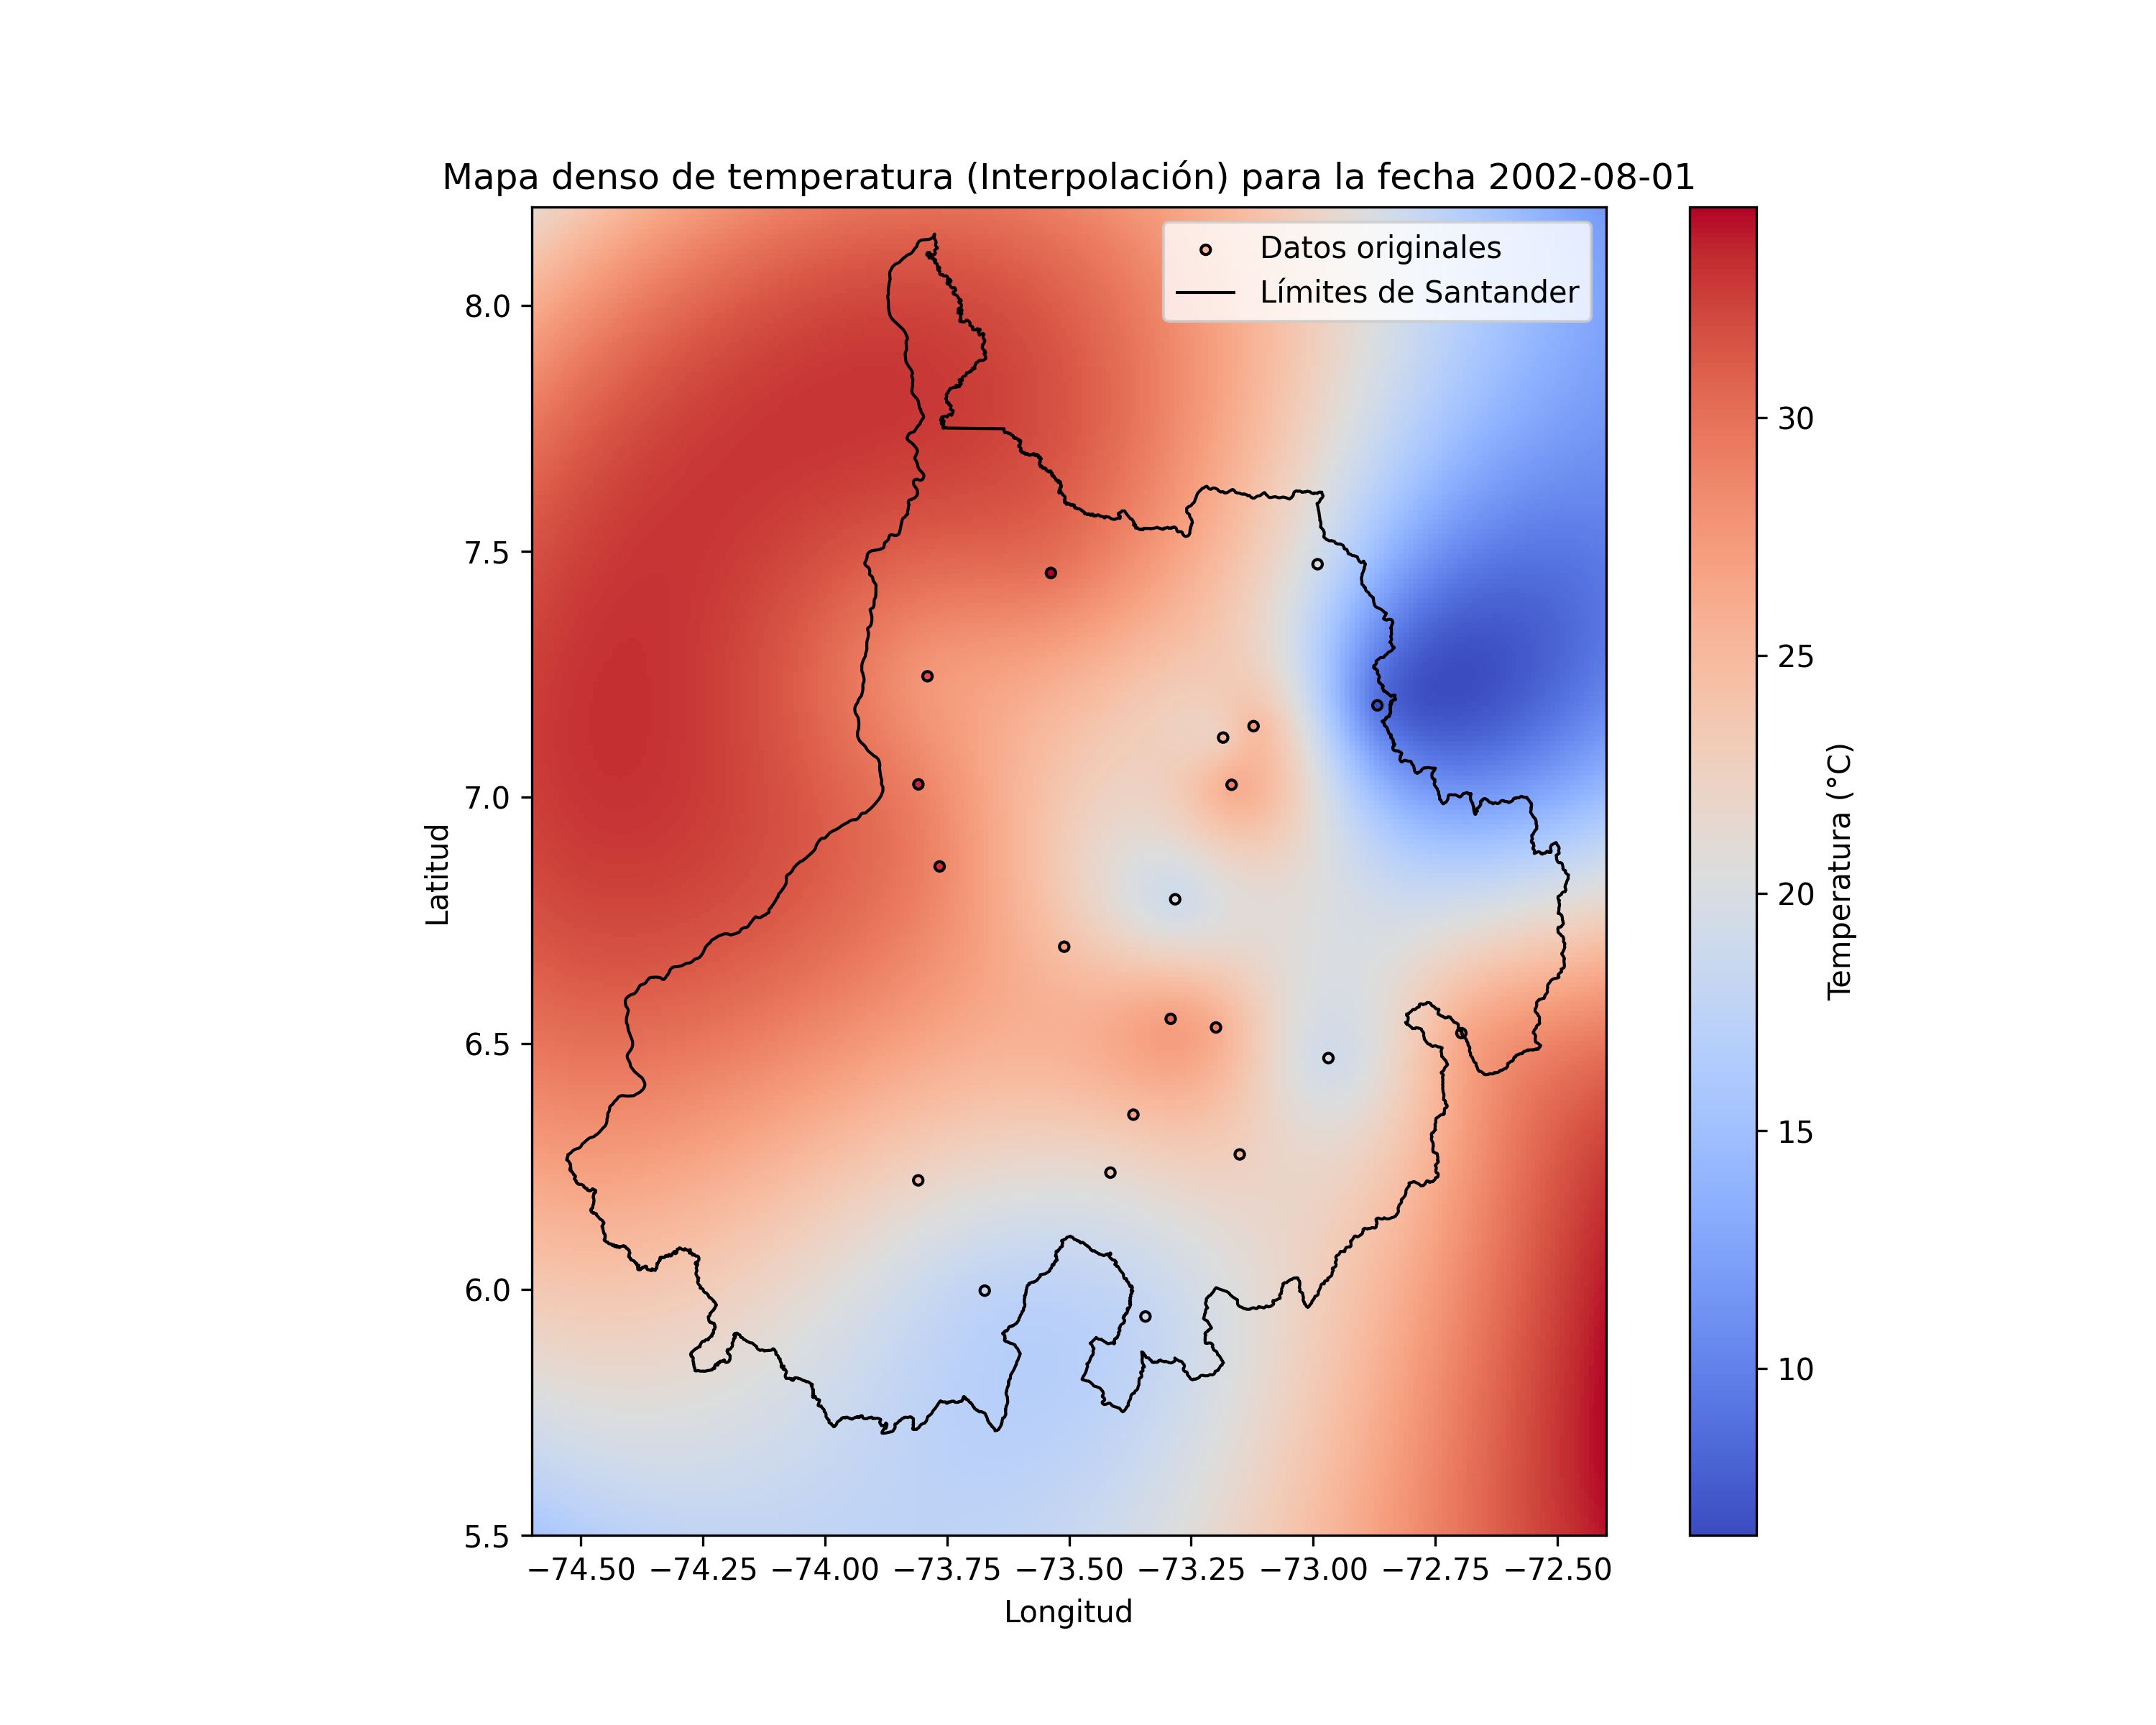 Mapa denso de temperatura (Interpolación) para la fecha 2002-08-01
Datos originales
Límites de Santander
8.0
7.5
7.0
6.5
6.0
5.5
Latitud
−74.50 −74.25 −74.00 −73.75 −73.50 −73.25 −73.00 −72.75 −72.50
Longitud
30
25
20
15
10
Temperatura (°C)